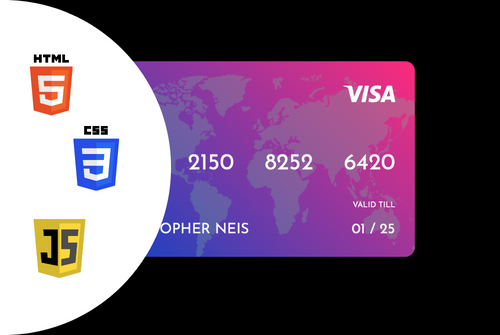 HTML
5
CSS
3
JS
VISA
2150 8252 6420
VALID TILL
OPHER NEIS 01 / 25